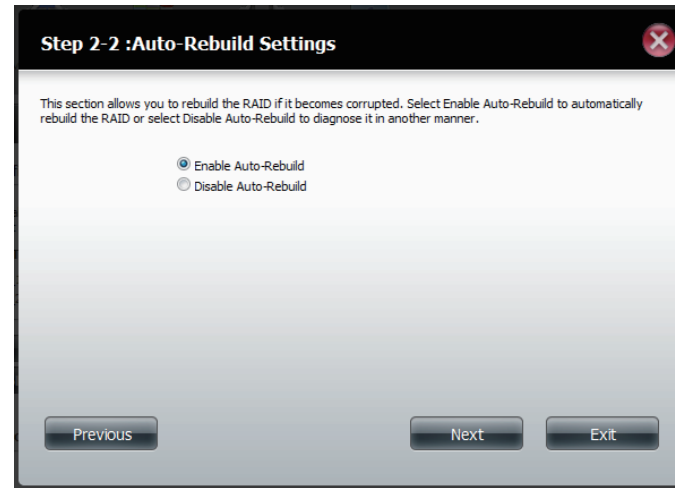 Step 2-2 :Auto-Rebuild Settings
This section allows you to rebuild the RAID if it becomes corrupted. Select Enable Auto-Rebuild to automatically
rebuild the RAID or select Disable Auto-Rebuild to diagnose it in another manner.
Enable Auto-Rebuild
Disable Auto-Rebuild
Previous
Next
Exit